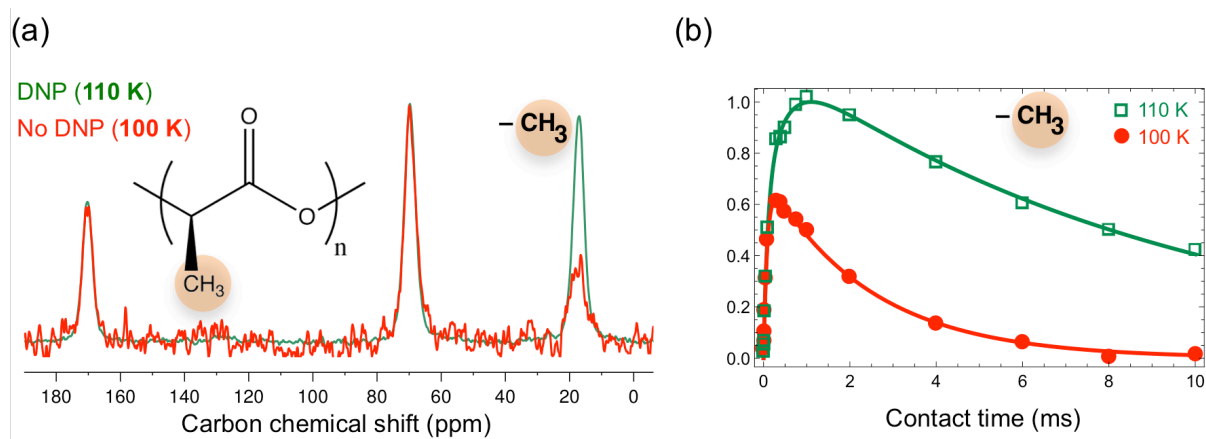 (a)
DNP (110 K)
No DNP (100 K)
O
O
n
CH3
– CH3
180 160 140 120 100 80 60 40 20 0
Carbon chemical shift (ppm)
(b)
1.0
0.8
0.6
0.4
0.2
0.0
– CH3
110 K
100 K
0 2 4 6 8 10
Contact time (ms)